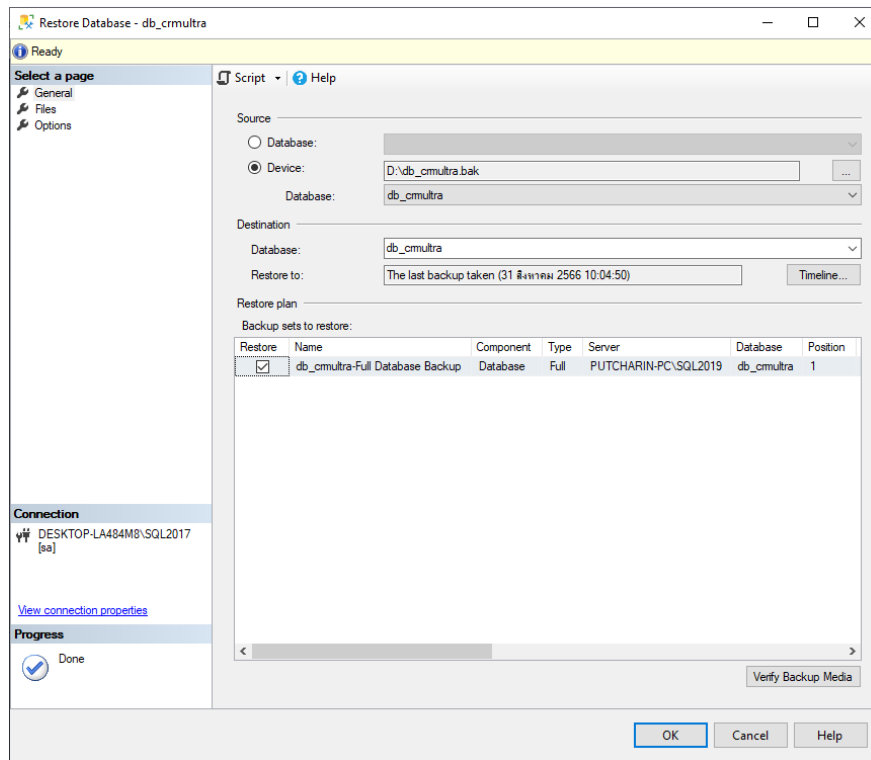 Restore Database - db_crmultra
Ready
Select a page
General
Files
Options
Script
Help
Source
Database:
Device:
D:\db_crmultra.bak
...
Database:
db_crmultra
Destination
Database:
db_crmultra
Restore to:
The last backup taken (31 สิงหาคม 2566 10:04:50)
Timeline...
Restore plan
Backup sets to restore:
Restore Name Component Type Server Database Position
db_crmultra-Full Database Backup Database Full PUTCHARIN-PC\SQL2019 db_crmultra 1
Connection
DESKTOP-LA484M8\SQL2017
[sa]
View connection properties
Progress
Done
Verify Backup Media
OK
Cancel
Help